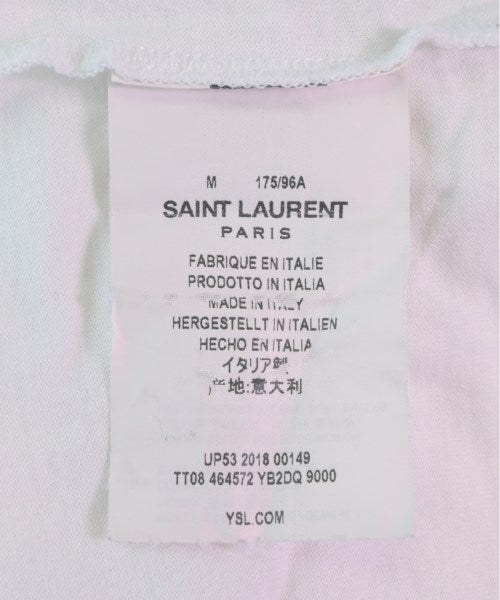 M 175/96A
SAINT LAURENT
PARIS
FABRIQUE EN ITALIE
PRODOTTO IN ITALIA
MADE IN ITALY
HERGESTELLT IN ITALIEN
HECHO EN ITALIA
イタリア製
产地:意大利
UP53 2018 00149
TT08 464572 YB2DQ 9000
YSL.COM